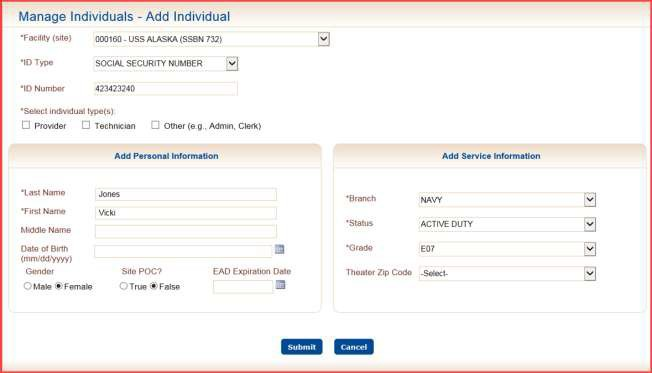 Manage Individuals - Add Individual
*Facility (site) 000160 - USS ALASKA (SSBN 732)
*ID Type SOCIAL SECURITY NUMBER
*ID Number 423423240
*Select individual type(s):
Provider Technician Other (e.g., Admin, Clerk)
Add Personal Information
*Last Name Jones
*First Name Vicki
Middle Name
Date of Birth
(mm/dd/yyyy)
Gender Site POC? EAD Expiration Date
Male Female True False
Add Service Information
*Branch NAVY
*Status ACTIVE DUTY
*Grade E07
Theater Zip Code -Select-
Submit Cancel